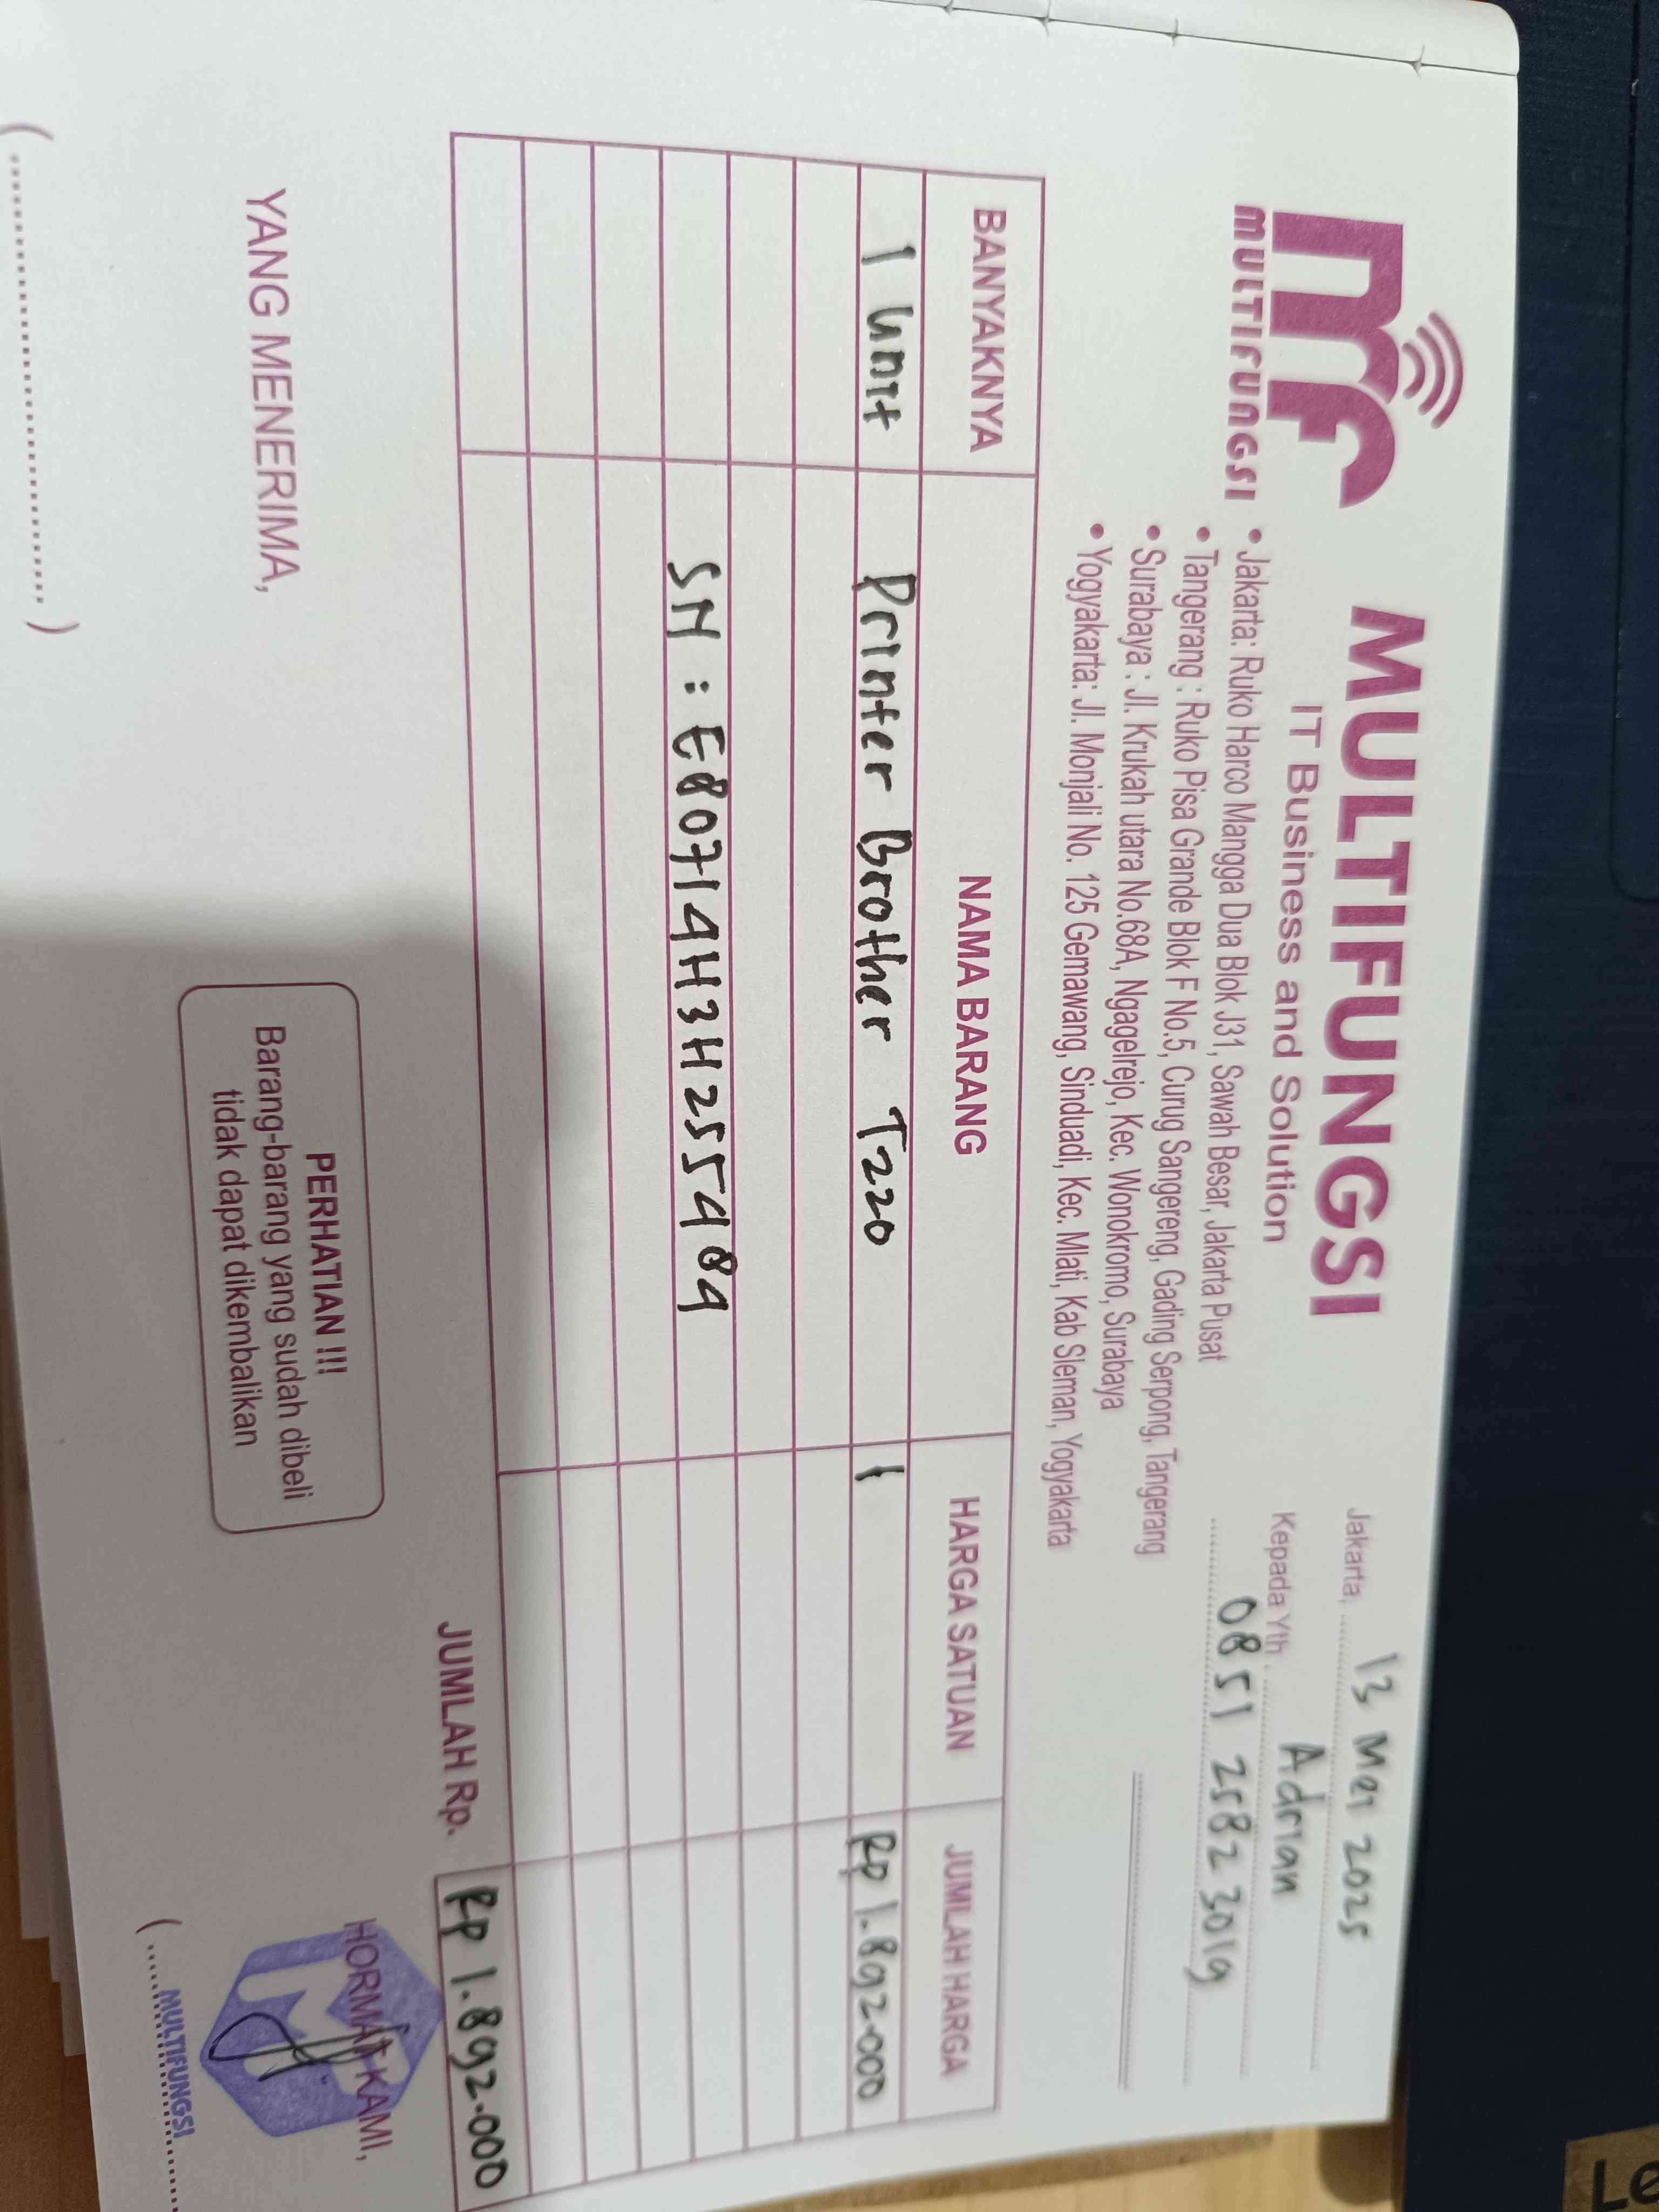 MULTIFUNGSI
MULTIFUNGSI
IT Business and Solution
• Jakarta: Ruko Harco Mangga Dua Blok J31, Sawah Besar, Jakarta Pusat
• Tangerang : Ruko Pisa Grande Blok F No.5, Curug Sangereng, Gading Serpong, Tangerang
• Surabaya : Jl. Krukah utara No.68A, Ngagelrejo, Kec. Wonokromo, Surabaya
• Yogyakarta: Jl. Monjali No. 125 Gemawang, Sinduadi, Kec. Mlati, Kab Sleman, Yogyakarta
Jakarta, 13 Mei 2025
Kepada Yth Adrian
0851 2582 3019
BANYAKNYA NAMA BARANG HARGA SATUAN JUMLAH HARGA
1 Unit Printer Brother T220 1 Rp 1.892.000
SN : E80714H3H255489
JUMLAH Rp. Rp 1.892.000
YANG MENERIMA,
PERHATIAN !!!
Barang-barang yang sudah dibeli
tidak dapat dikembalikan
HORMAT KAMI,
MULTIFUNGSI
Le